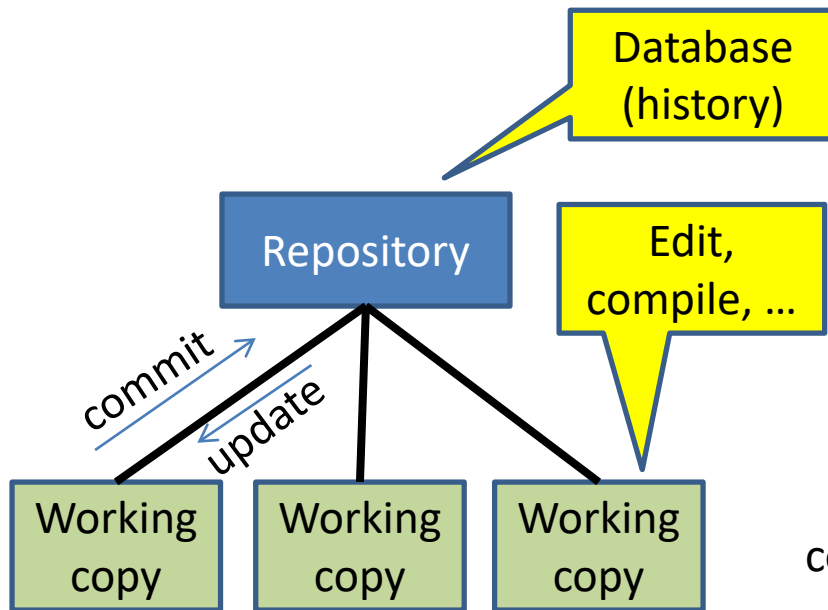 Database
(history)
Repository
Edit,
compile, ...
commit
update
Working
copy
Working
copy
Working
copy